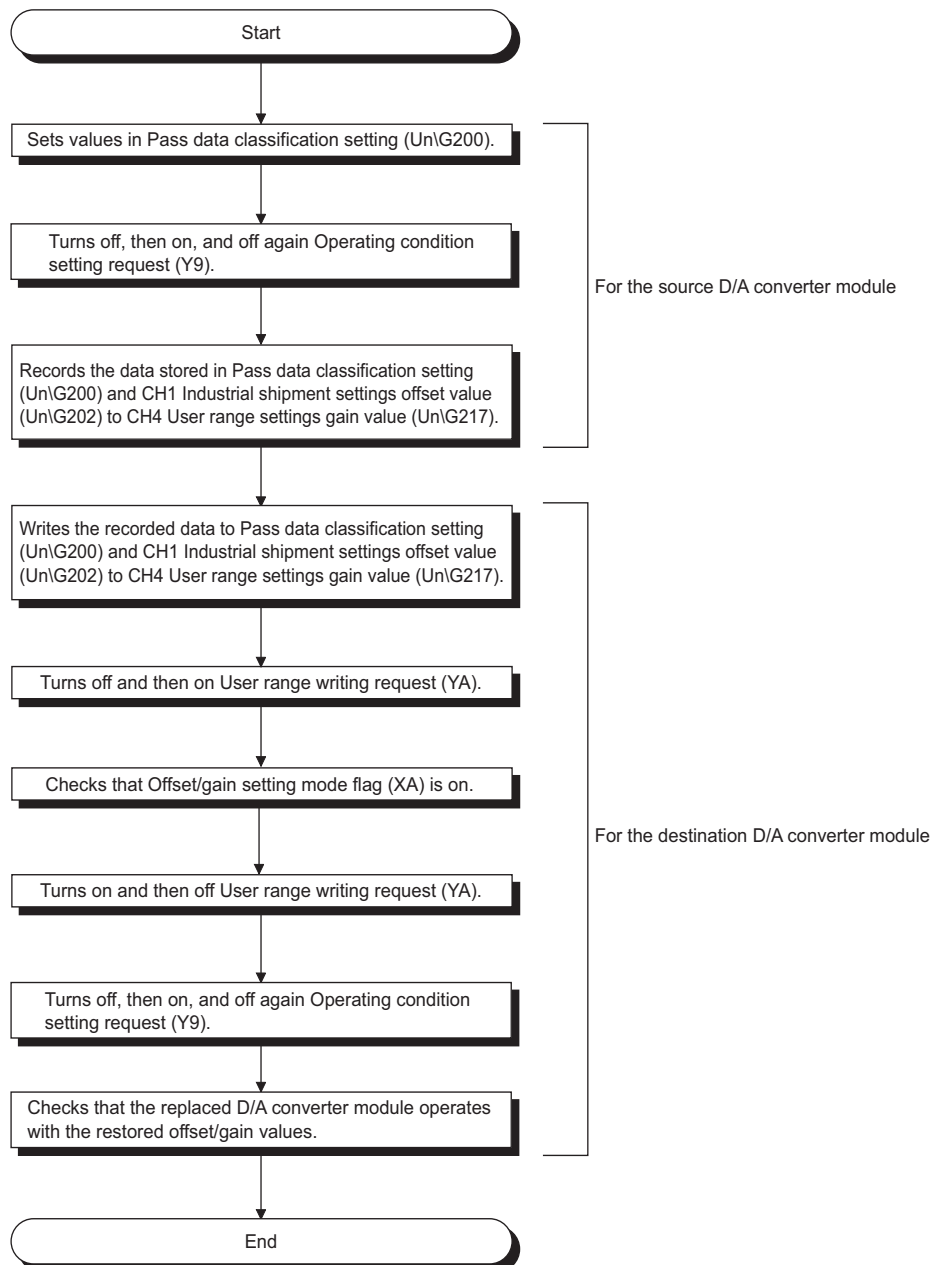 Start
Sets values in Pass data classification setting (Un\G200).
Turns off, then on, and off again Operating condition
setting request (Y9).
For the source D/A converter module
Records the data stored in Pass data classification setting
(Un\G200) and CH1 Industrial shipment settings offset value
(Un\G202) to CH4 User range settings gain value (Un\G217).
Writes the recorded data to Pass data classification setting
(Un\G200) and CH1 Industrial shipment settings offset value
(Un\G202) to CH4 User range settings gain value (Un\G217).
Turns off and then on User range writing request (YA).
Checks that Offset/gain setting mode flag (XA) is on.
For the destination D/A converter module
Turns on and then off User range writing request (YA).
Turns off, then on, and off again Operating condition
setting request (Y9).
Checks that the replaced D/A converter module operates
with the restored offset/gain values.
End